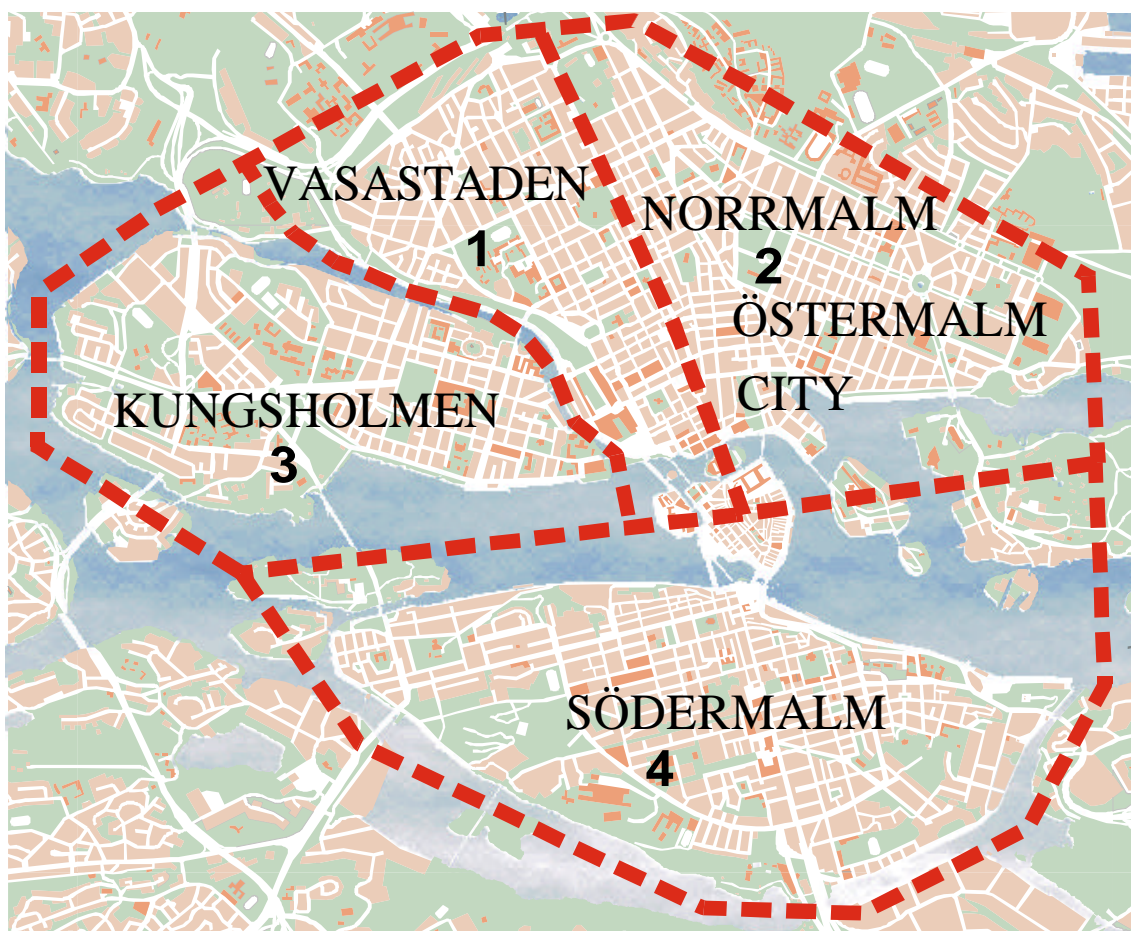 VASASTADEN
1
NORRMALM
2
ÖSTERMALM
CITY
KUNGSHOLMEN
3
SÖDERMALM
4